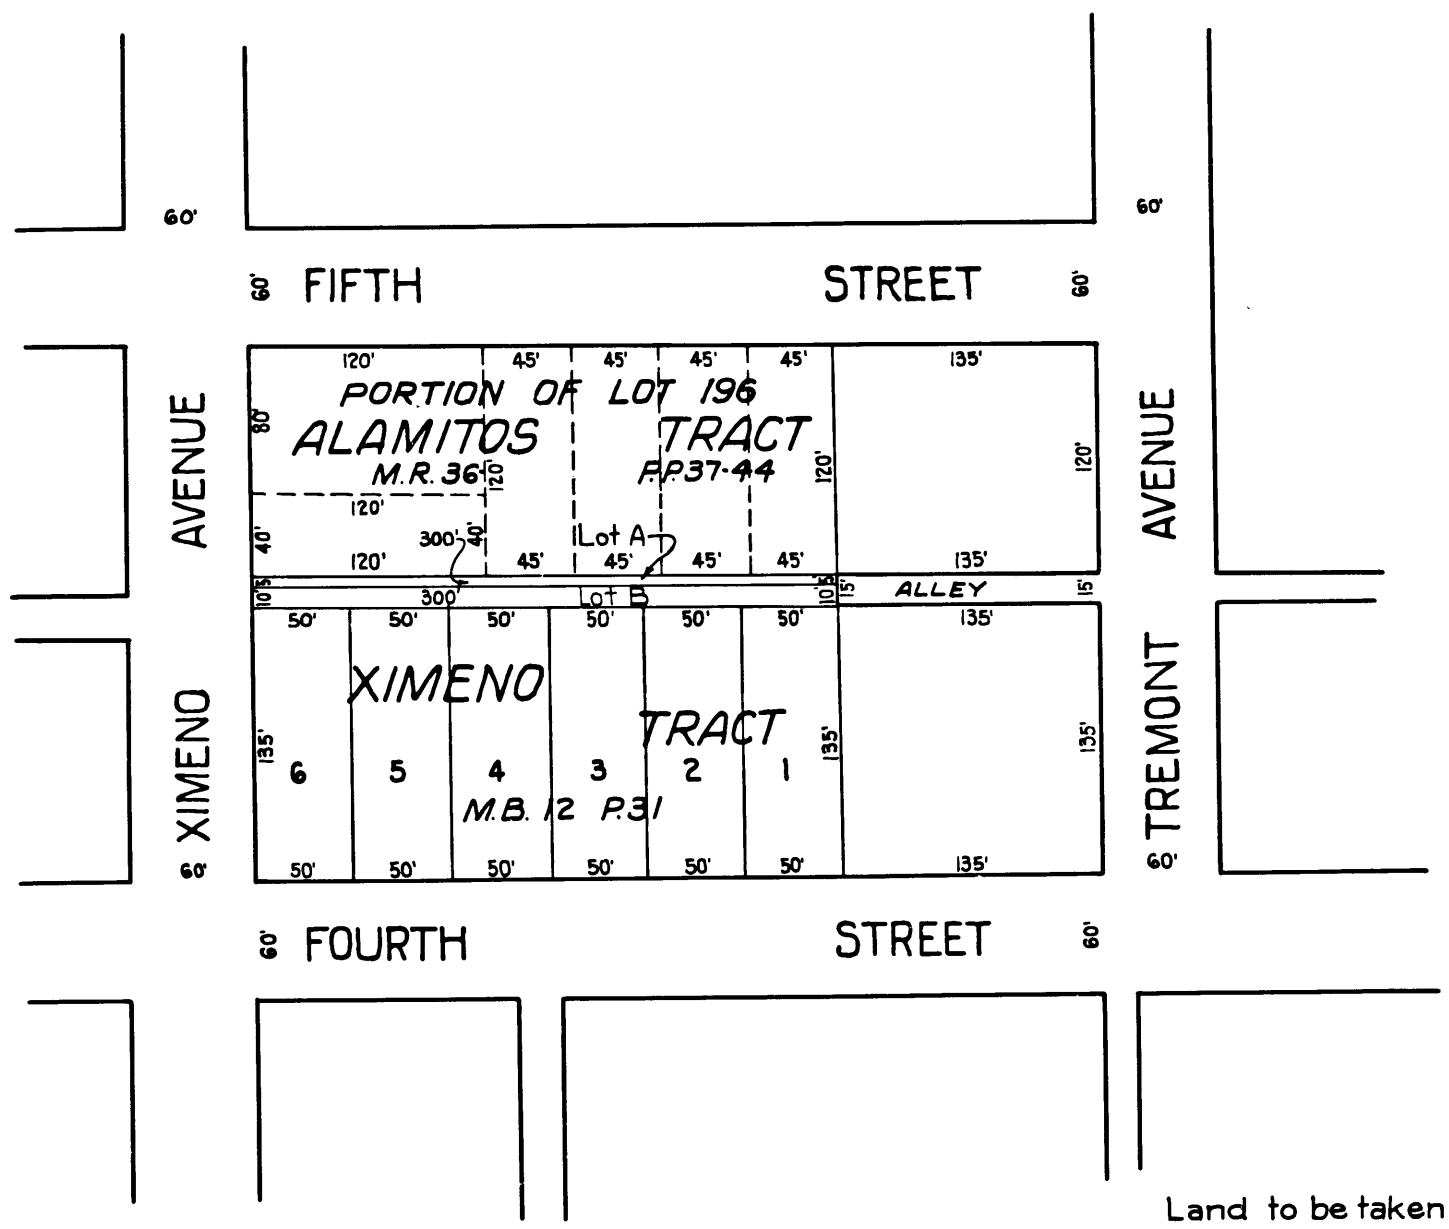 60'
60'
60'
FIFTH STREET
60'
120' 45' 45' 45' 45' 135'
PORTION OF LOT 196
80'
ALAMITOS TRACT
M.R. 36- P.P. 37-44
120'
120'
120'
120'
40'
300'
40'
Lot A
120' 45' 45' 45' 45' 135'
10' 5'
300'
Lot B
10' 5'
15'
ALLEY
15'
50' 50' 50' 50' 50' 50' 135'
AVENUE
AVENUE
XIMENO
TRACT
XIMENO
TREMONT
135'
135'
135'
6 5 4 3 2 1
M.B. 12 P.31
60'
50' 50' 50' 50' 50' 50' 135'
60'
60'
FOURTH STREET
60'
Land to be taken